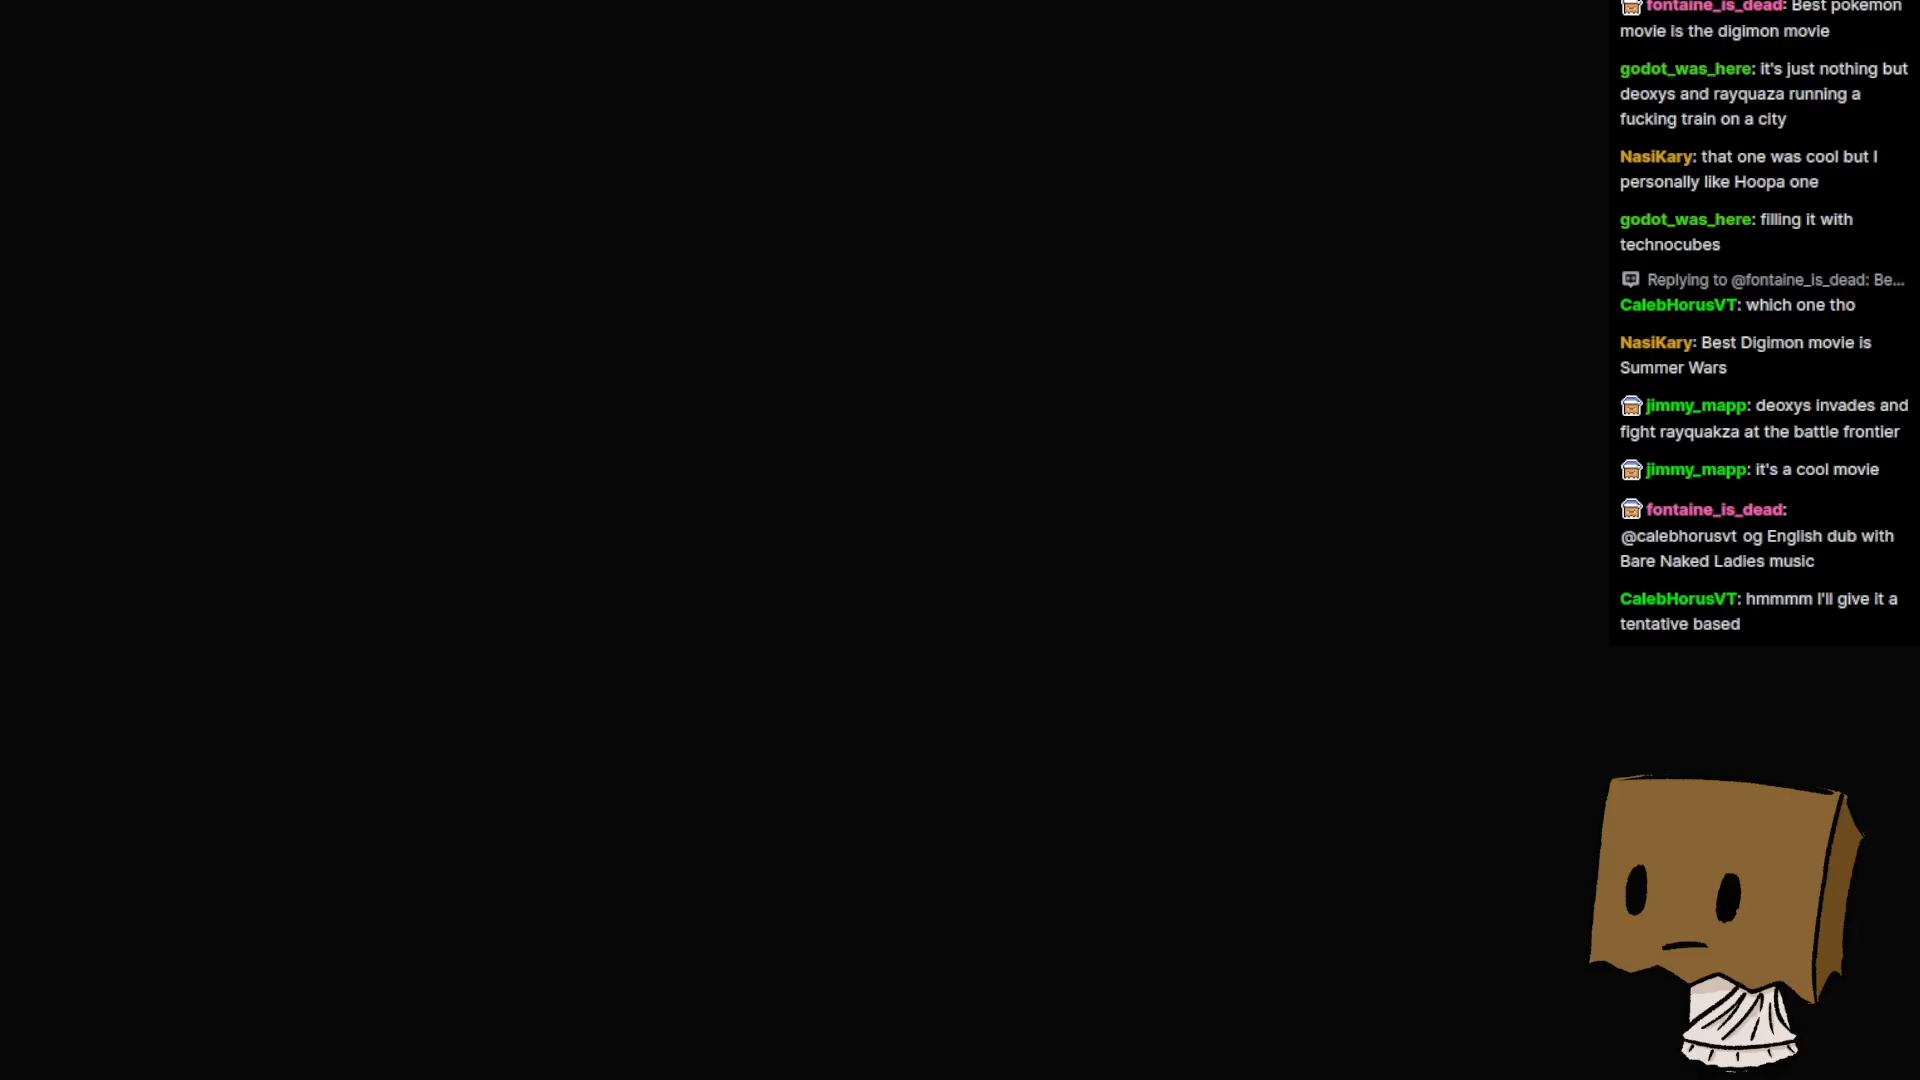 fontaine_is_dead: Best pokemon
movie is the digimon movie
godot_was_here: it's just nothing but
deoxys and rayquaza running a
fucking train on a city
NasiKary: that one was cool but I
personally like Hoopa one
godot_was_here: filling it with
technocubes
Replying to @fontaine_is_dead: Be...
CalebHorusVT: which one tho
NasiKary: Best Digimon movie is
Summer Wars
jimmy_mapp: deoxys invades and
fight rayquakza at the battle frontier
jimmy_mapp: it's a cool movie
fontaine_is_dead:
@calebhorusvt og English dub with
Bare Naked Ladies music
CalebHorusVT: hmmmm I'll give it a
tentative based